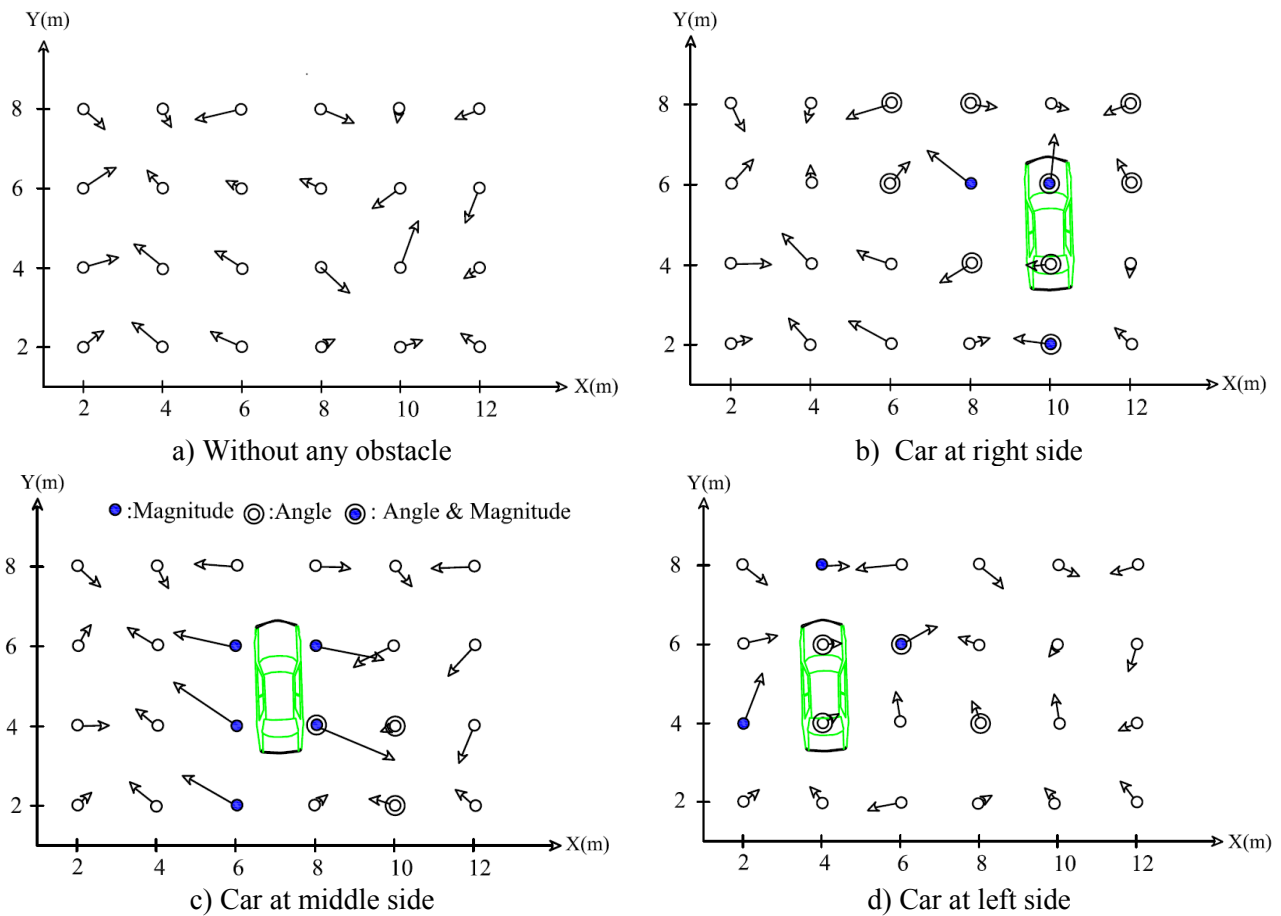 Y(m)
8
6
4
2
2 4 6 8 10 12
X(m)
a) Without any obstacle
Y(m)
8
6
4
2
2 4 6 8 10 12
X(m)
b) Car at right side
Y(m)
:Magnitude :Angle : Angle & Magnitude
8
6
4
2
2 4 6 8 10 12
X(m)
c) Car at middle side
Y(m)
8
6
4
2
2 4 6 8 10 12
X(m)
d) Car at left side